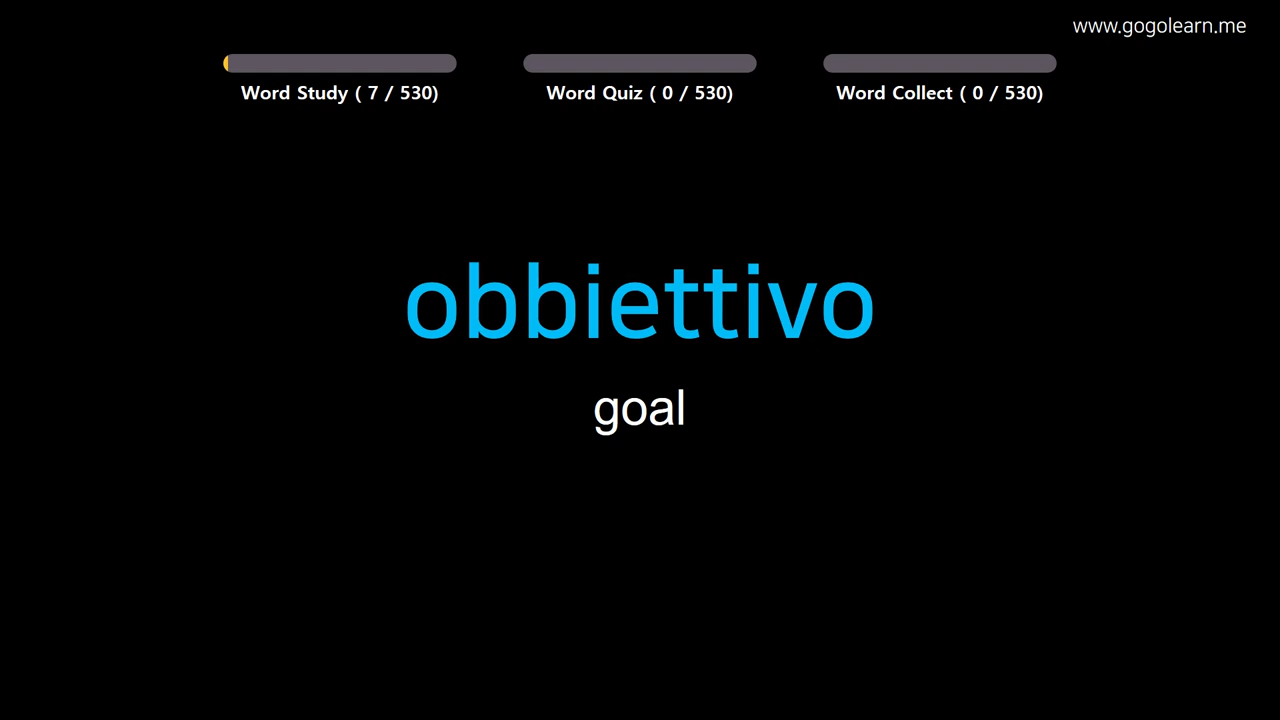 www.gogolearn.me
Word Study ( 7 / 530)
Word Quiz ( 0 / 530)
Word Collect ( 0 / 530)
obbiettivo
goal